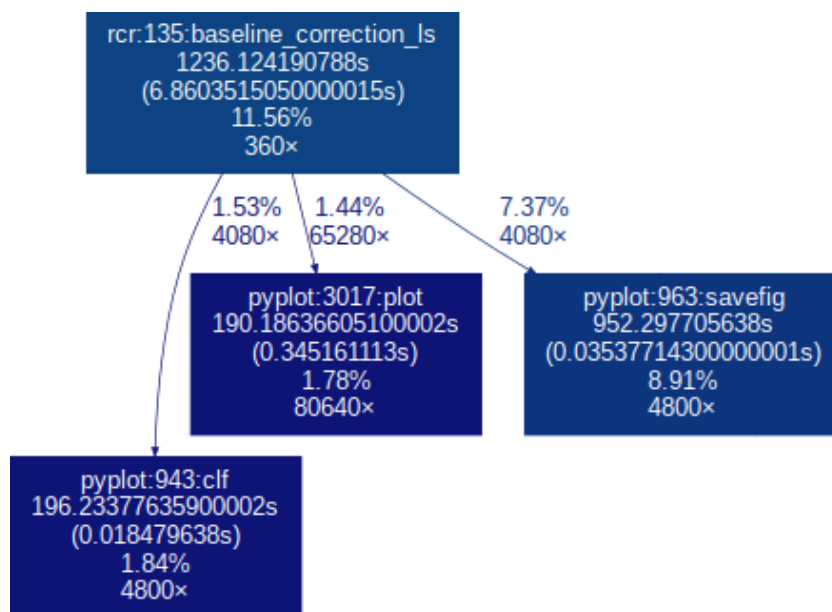 rcr:135:baseline_correction_ls
1236.124190788s
(6.8603515050000015s)
11.56%
360×
1.53%
4080×
1.44%
65280×
7.37%
4080×
pyplot:3017:plot
190.18636605100002s
(0.345161113s)
1.78%
80640×
pyplot:963:savefig
952.297705638s
(0.03537714300000001s)
8.91%
4800×
pyplot:943:clf
196.23377635900002s
(0.018479638s)
1.84%
4800×